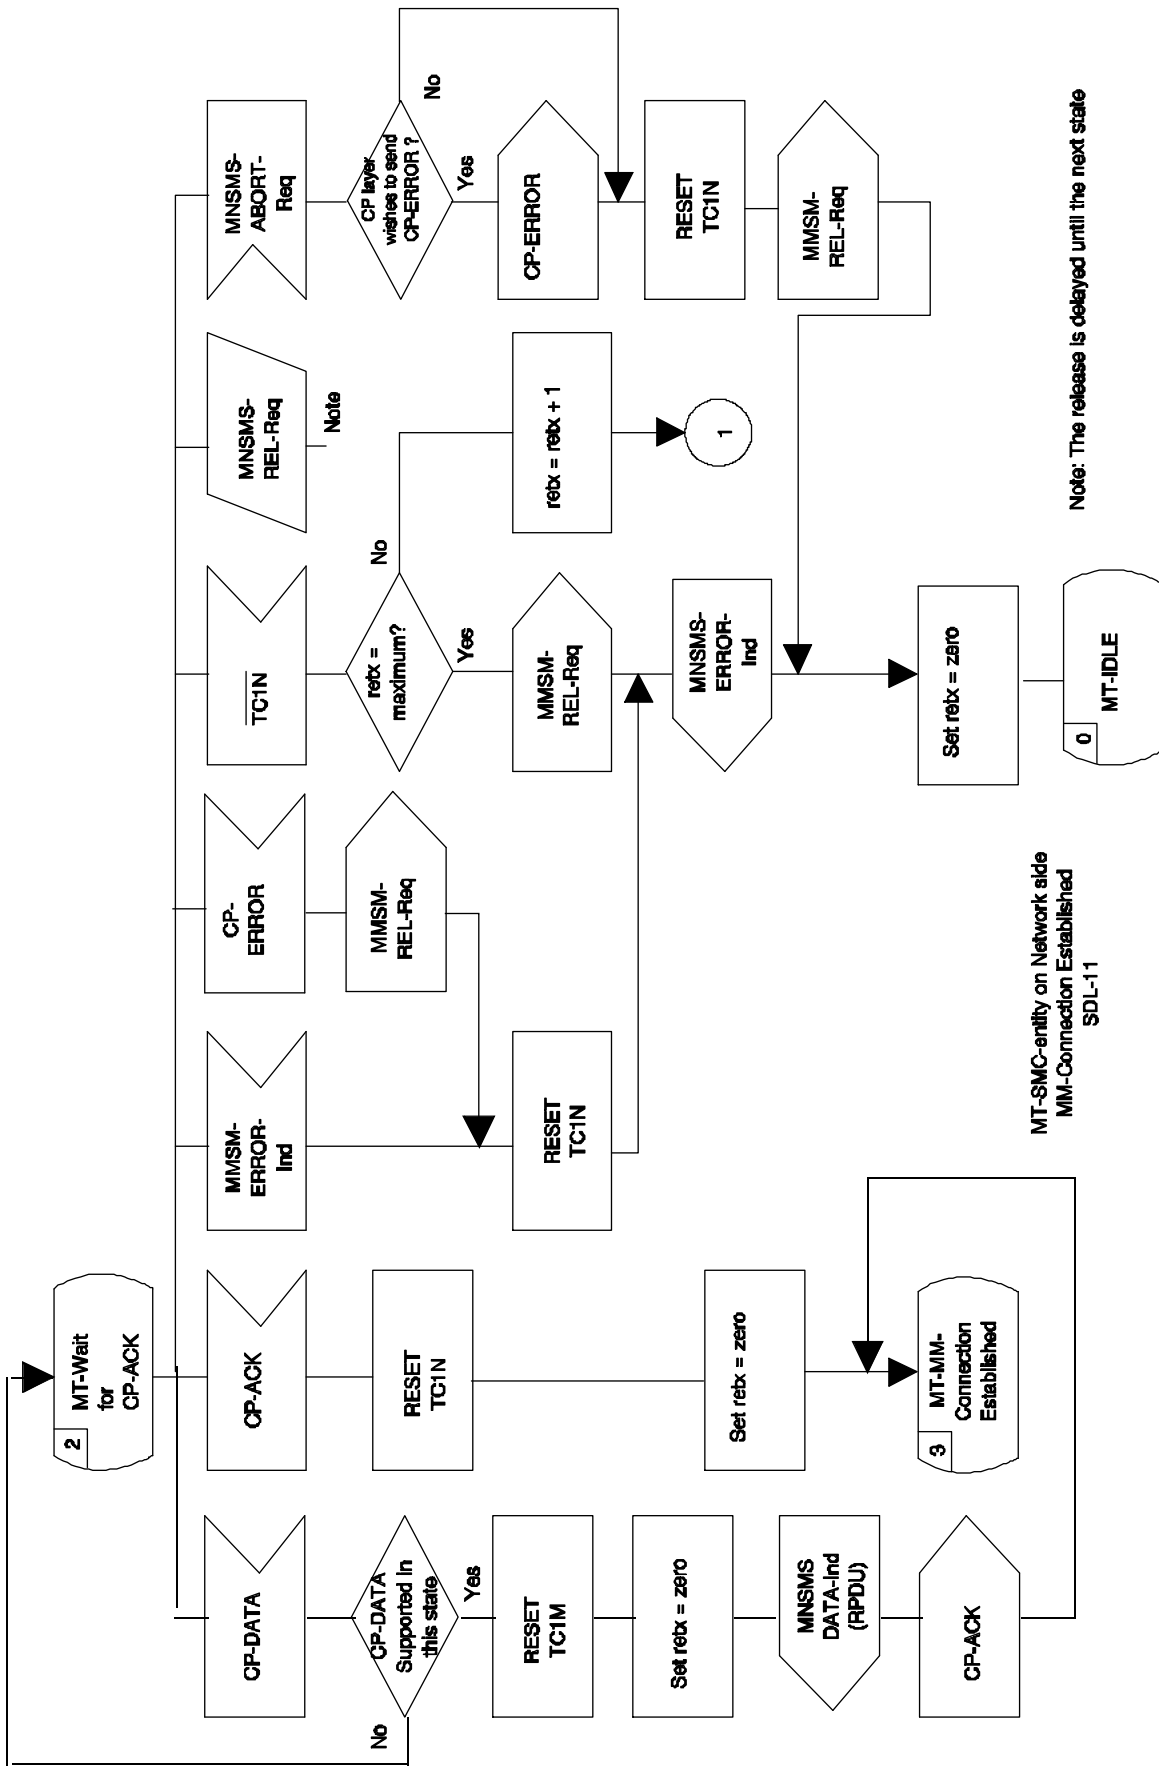 2
MT-Wait
for
CP-ACK
CP-DATA
CP-DATA
Supported in
this state
No
Yes
RESET
TC1M
Set retx = zero
MNSMS
DATA-Ind
(RPDU)
CP-ACK
CP-ACK
RESET
TC1N
Set retx = zero
3
MT-MM-
Connection
Established
MMSM-
ERROR-
Ind
RESET
TC1N
CP-
ERROR
MMSM-
REL-Req
TC1N
retx =
maximum?
No
Yes
MMSM-
REL-Req
MNSMS-
ERROR-
Ind
Set retx = zero
0
MT-IDLE
MNSMS-
REL-Req
Note
retx = retx + 1
1
MNSMS-
ABORT-
Req
CP layer
wishes to send
CP-ERROR ?
No
Yes
CP-ERROR
RESET
TC1N
MMSM-
REL-Req
Note: The release is delayed until the next state
MT-SMC-entity on Network side
MM-Connection Established
SDL-11